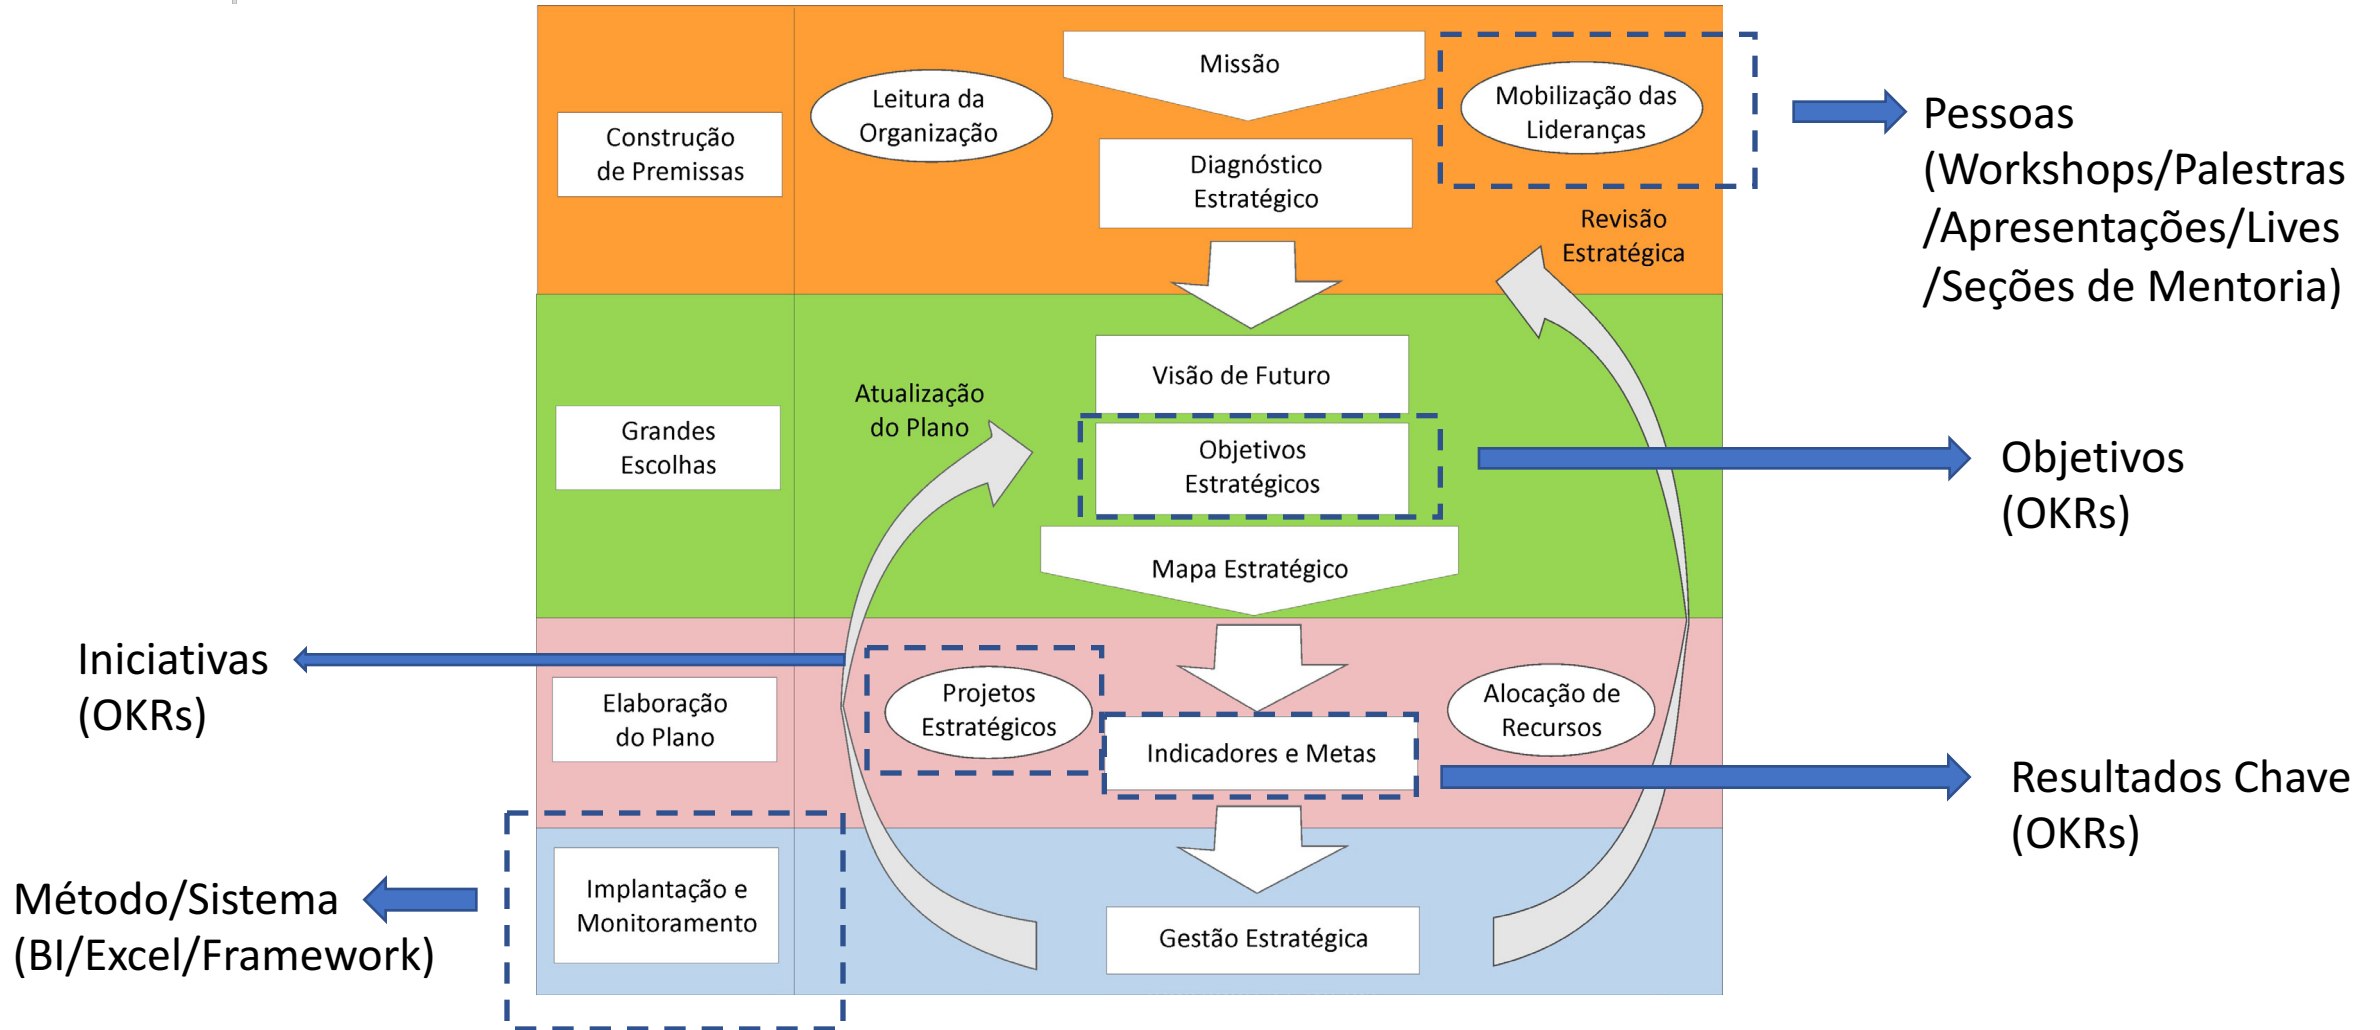 Missão
Leitura da
Organização
Mobilização das
Lideranças
Construção
de Premissas
Diagnóstico
Estratégico
Revisão
Estratégica
Pessoas
(Workshops/Palestras
/Apresentações/Lives
/Seções de Mentoria)
Visão de Futuro
Atualização
do Plano
Grandes
Escolhas
Objetivos
Estratégicos
Objetivos
(OKRs)
Mapa Estratégico
Iniciativas
(OKRs)
Elaboração
do Plano
Projetos
Estratégicos
Alocação de
Recursos
Indicadores e Metas
Resultados Chave
(OKRs)
Método/Sistema
(BI/Excel/Framework)
Implantação e
Monitoramento
Gestão Estratégica